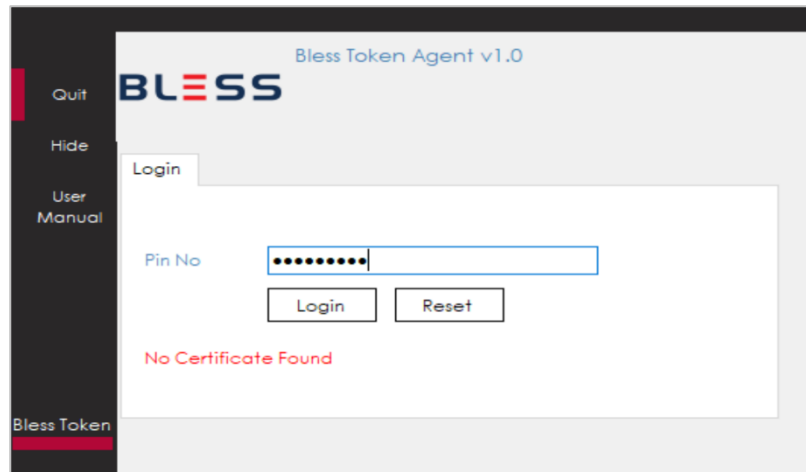 Bless Token Agent v1.0
BLESS
Quit
Hide
User
Manual
Login
Pin No
Login
Reset
No Certificate Found
Bless Token